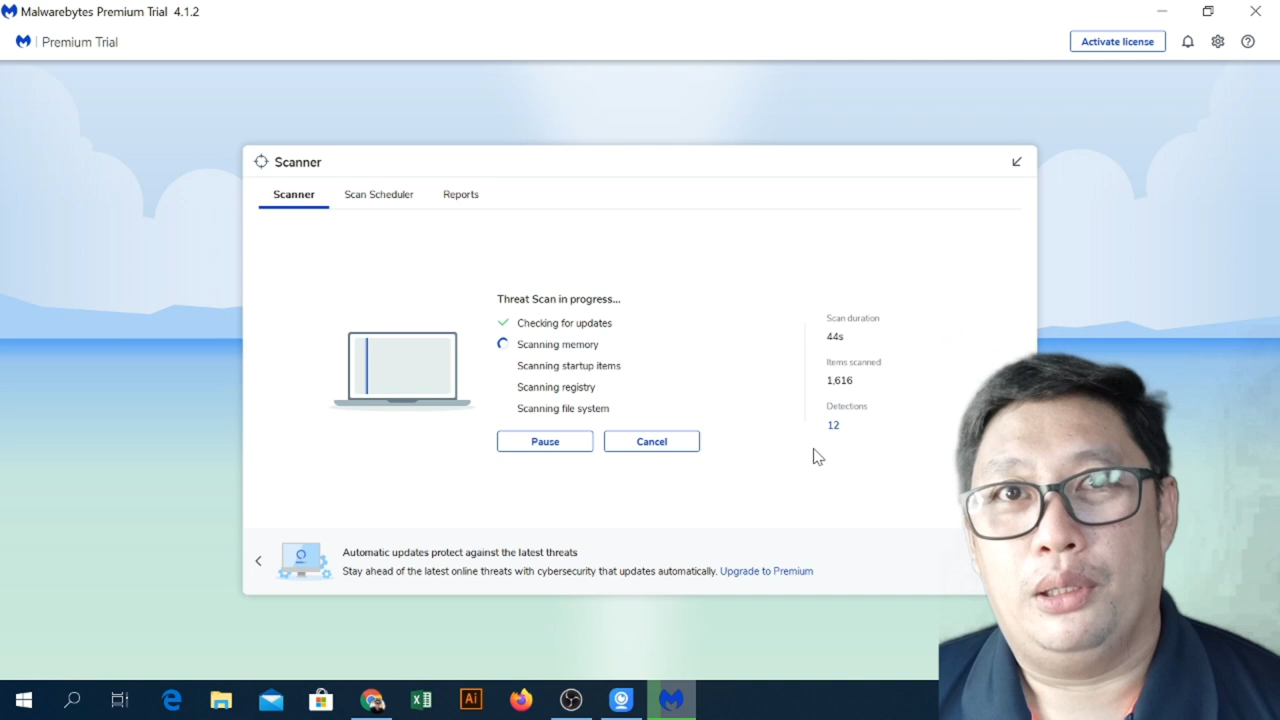 Malwarebytes Premium Trial 4.1.2
Premium Trial
Activate license
Scanner
Scanner Scan Scheduler Reports
Threat Scan in progress...
Checking for updates
Scanning memory
Scanning startup items
Scanning registry
Scanning file system
Pause Cancel
Scan duration
44s
Items scanned
1,616
Detections
12
Automatic updates protect against the latest threats
Stay ahead of the latest online threats with cybersecurity that updates automatically. Upgrade to Premium
Ai